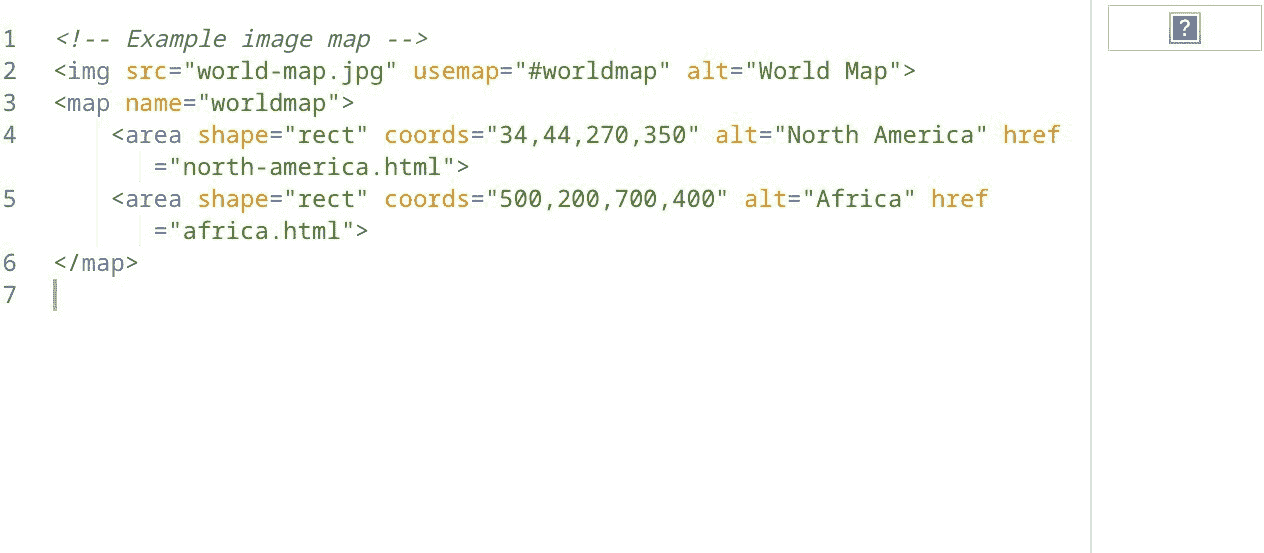 1 <!-- Example image map -->
2 <img src="world-map.jpg" usemap="#worldmap" alt="World Map">
3 <map name="worldmap">
4 <area shape="rect" coords="34,44,270,350" alt="North America" href
="north-america.html">
5 <area shape="rect" coords="500,200,700,400" alt="Africa" href
="africa.html">
6 </map>
7
?